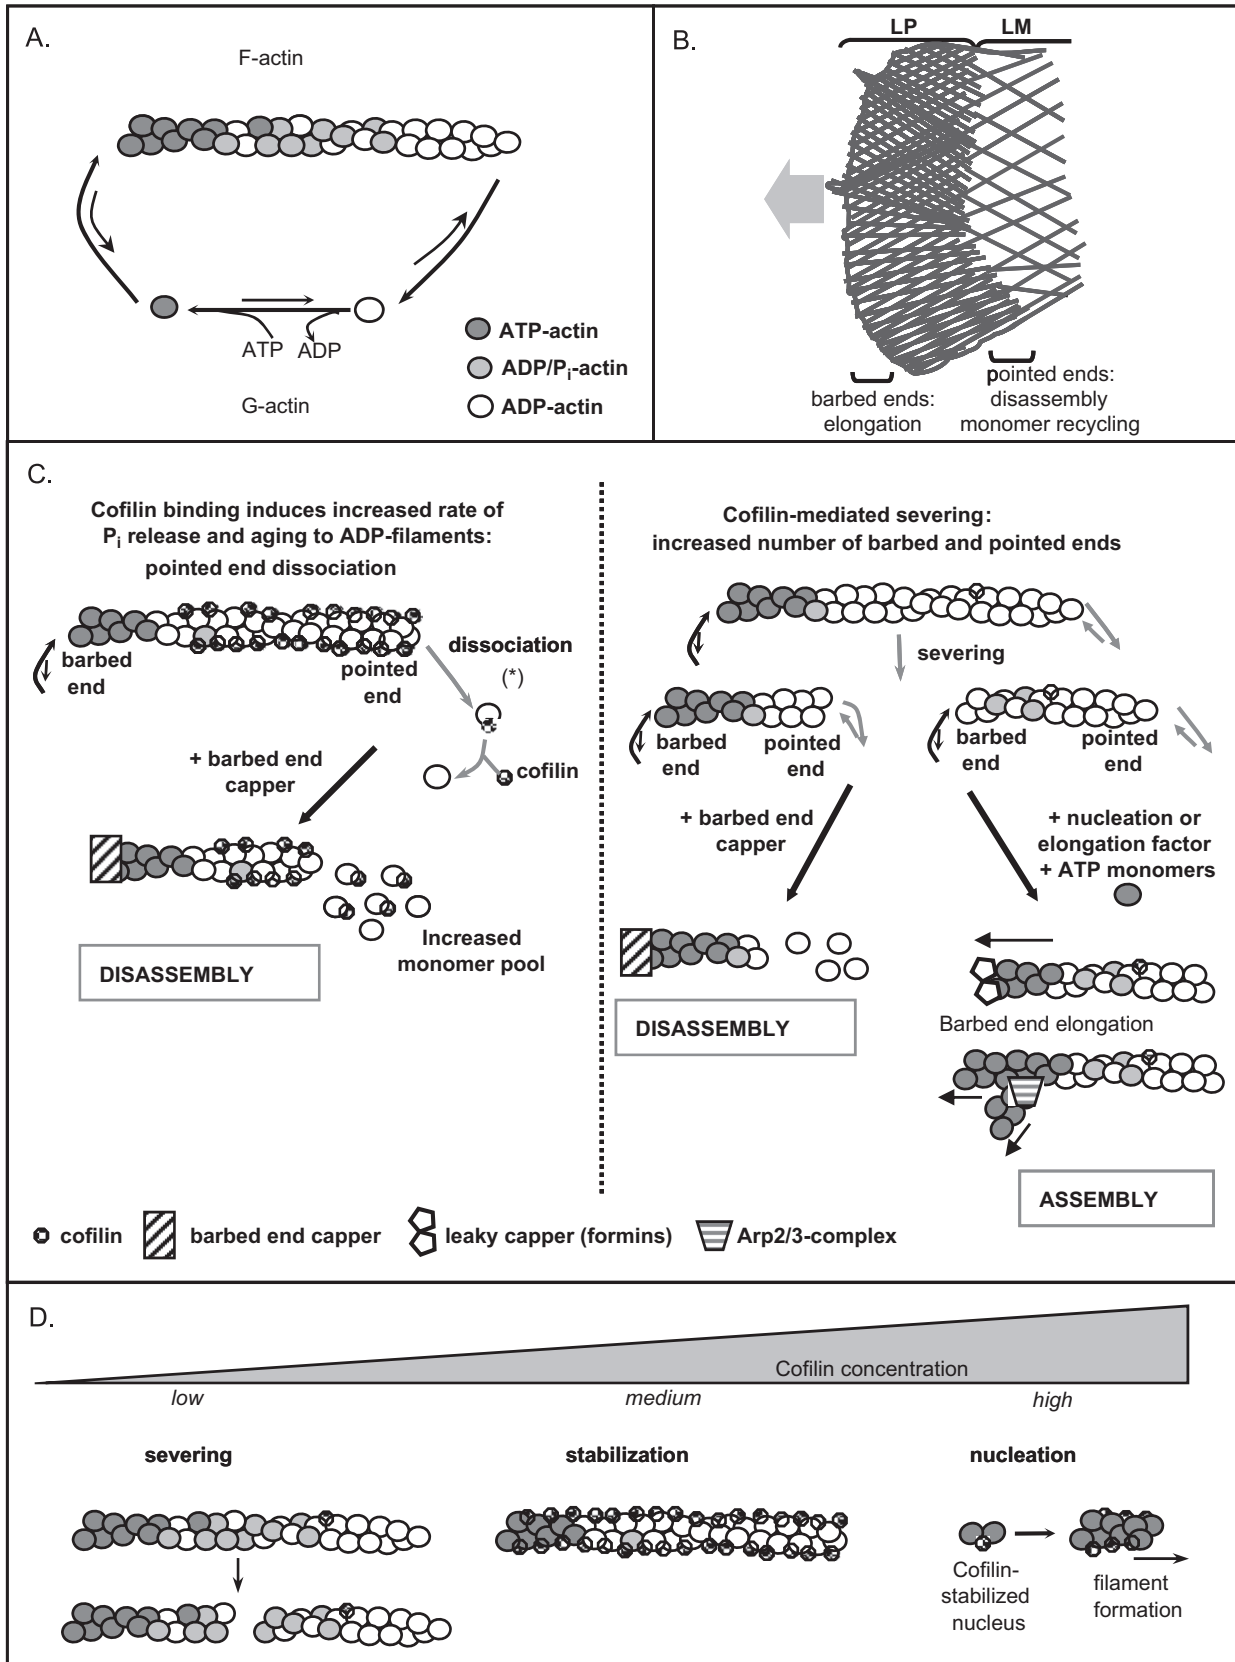 A.
F-actin
ATP
ADP
G-actin
ATP-actin
ADP/Pi-actin
ADP-actin
B.
LP
LM
barbed ends:
elongation
pointed ends:
disassembly
monomer recycling
C.
Cofilin binding induces increased rate of
Pi release and aging to ADP-filaments:
pointed end dissociation
barbed
end
pointed
end
dissociation
(*)
cofilin
+ barbed end
capper
Increased
monomer pool
DISASSEMBLY
Cofilin-mediated severing:
increased number of barbed and pointed ends
severing
barbed
end
pointed
end
barbed
end
pointed
end
+ barbed end
capper
+ nucleation or
elongation factor
+ ATP monomers
DISASSEMBLY
Barbed end elongation
ASSEMBLY
cofilin
barbed end capper
leaky capper (formins)
Arp2/3-complex
D.
Cofilin concentration
low
medium
high
severing
stabilization
nucleation
Cofilin-
stabilized
nucleus
filament
formation